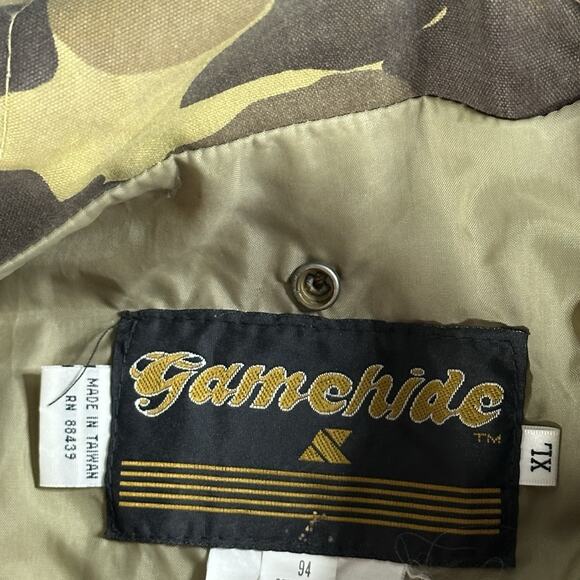 Gamehide
TM
MADE IN TAIWAN
RN 88439
XL
94